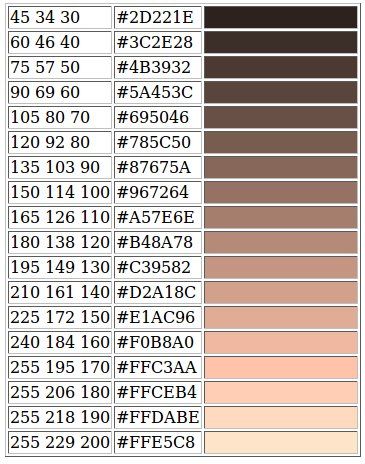 45 34 30 #2D221E
60 46 40 #3C2E28
75 57 50 #4B3932
90 69 60 #5A453C
105 80 70 #695046
120 92 80 #785C50
135 103 90 #87675A
150 114 100 #967264
165 126 110 #A57E6E
180 138 120 #B48A78
195 149 130 #C39582
210 161 140 #D2A18C
225 172 150 #E1AC96
240 184 160 #F0B8A0
255 195 170 #FFC3AA
255 206 180 #FFCEB4
255 218 190 #FFDABE
255 229 200 #FFE5C8